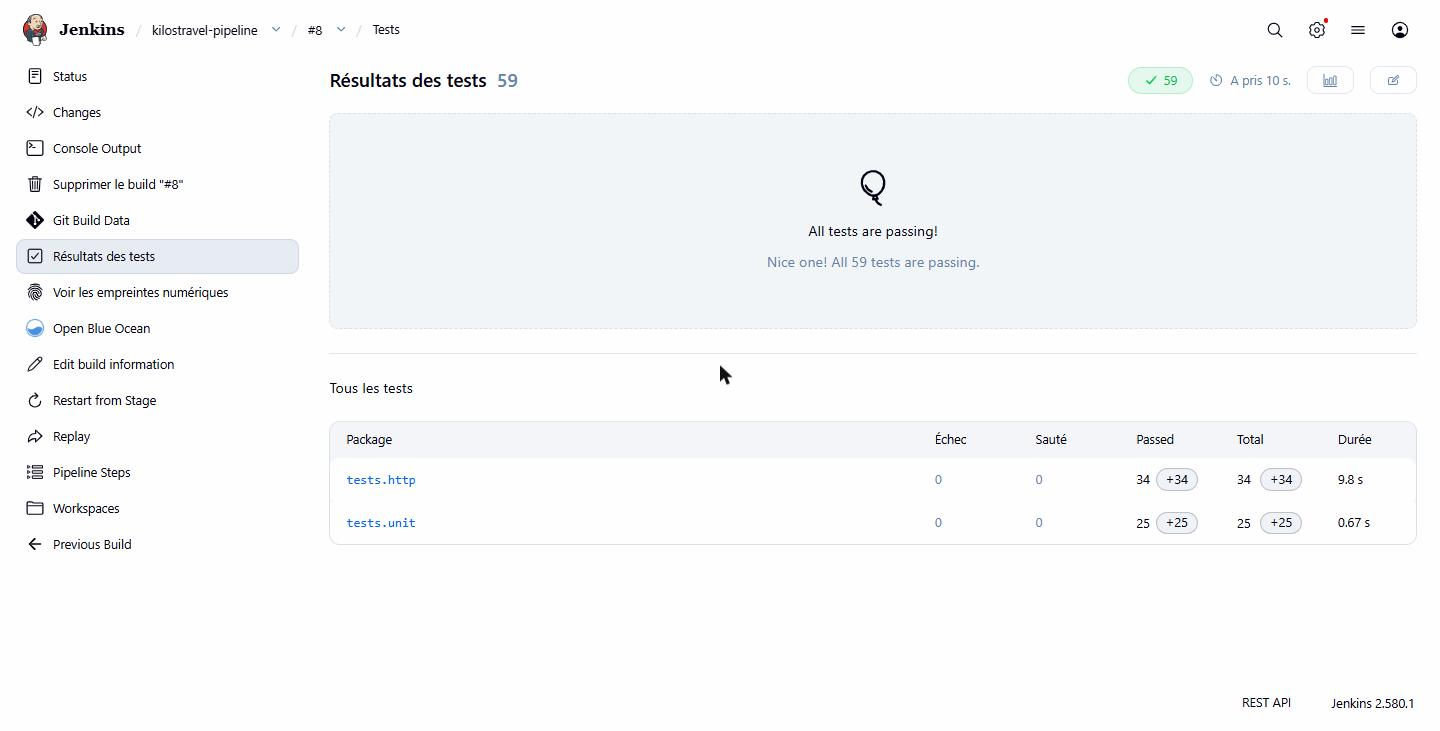 Jenkins / kilostravel-pipeline / #8 / Tests
Status
Changes
Console Output
Supprimer le build "#8"
Git Build Data
Résultats des tests
Voir les empreintes numériques
Open Blue Ocean
Edit build information
Restart from Stage
Replay
Pipeline Steps
Workspaces
Previous Build
Résultats des tests 59
59 A pris 10 s.
All tests are passing!
Nice one! All 59 tests are passing.
Tous les tests
Package Échec Sauté Passed Total Durée
tests.http 0 0 34 +34 34 +34 9.8 s
tests.unit 0 0 25 +25 25 +25 0.67 s
REST API Jenkins 2.580.1